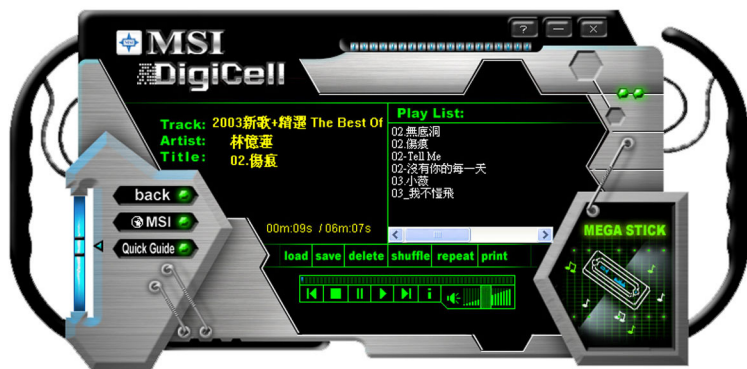 MSI
DigiCell
Track: 2003新歌+精選 The Best Of
Artist: 林憶蓮
Title: 02.傷痕
Play List:
02.無底洞
02.傷痕
02-Tell Me
02-沒有你的每一天
03.小薇
03_我不懂飛
00m:09s / 06m:07s
back
MSI
Quick Guide
load save delete shuffle repeat print
MEGA STICK